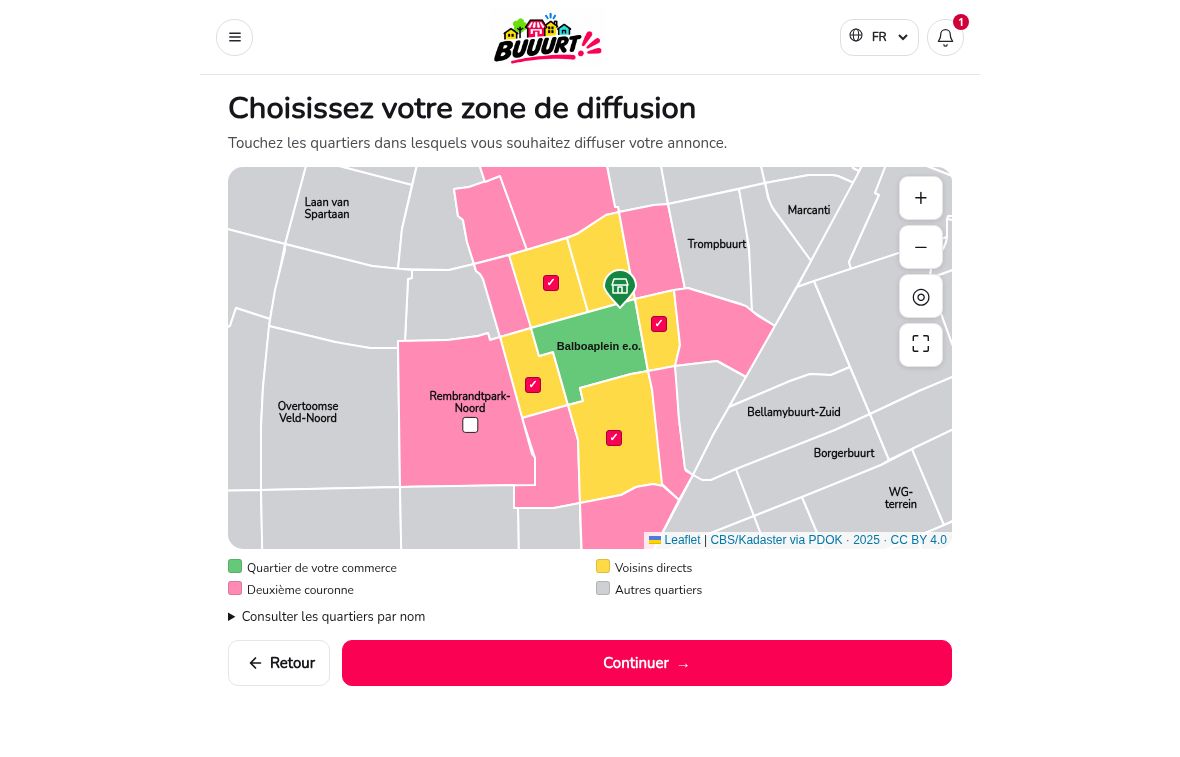 BUUURT!
FR
1
Choisissez votre zone de diffusion
Touchez les quartiers dans lesquels vous souhaitez diffuser votre annonce.
Laan van
Spartaan
Marcanti
Trompbuurt
Balboaplein e.o.
Rembrandtpark-
Noord
Overtoomse
Veld-Noord
Bellamybuurt-Zuid
Borgerbuurt
WG-
terrein
Leaflet | CBS/Kadaster via PDOK · 2025 · CC BY 4.0
Quartier de votre commerce
Voisins directs
Deuxième couronne
Autres quartiers
Consulter les quartiers par nom
← Retour
Continuer →